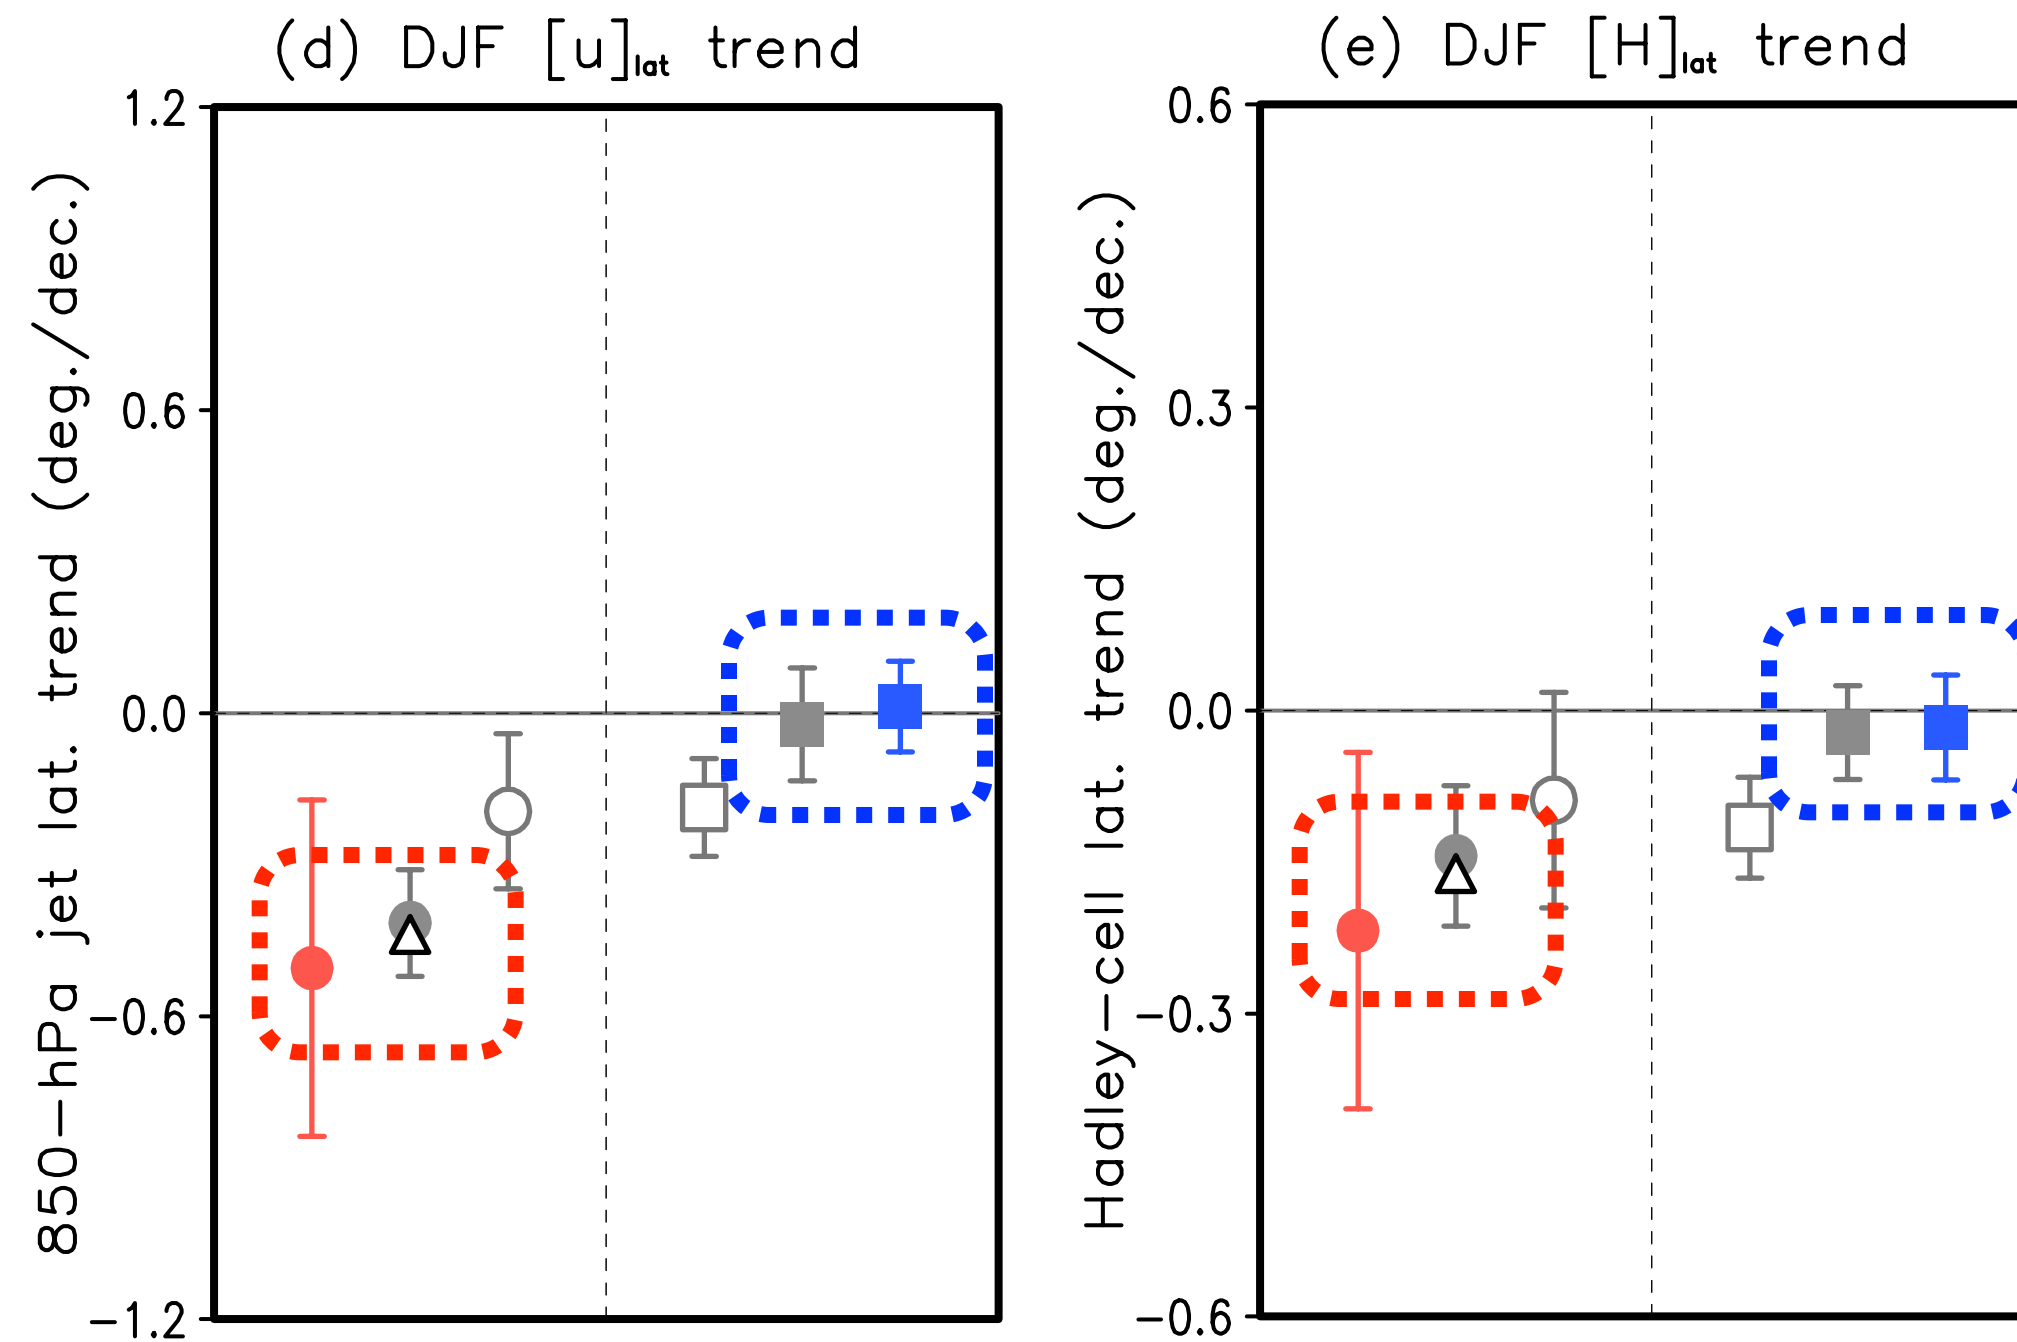 (d) DJF [u]lat trend
1.2
0.6
0.0
−0.6
−1.2
850−hPa jet lat. trend (deg./dec.)
(e) DJF [H]lat trend
0.6
0.3
0.0
−0.3
−0.6
Hadley−cell lat. trend (deg./dec.)